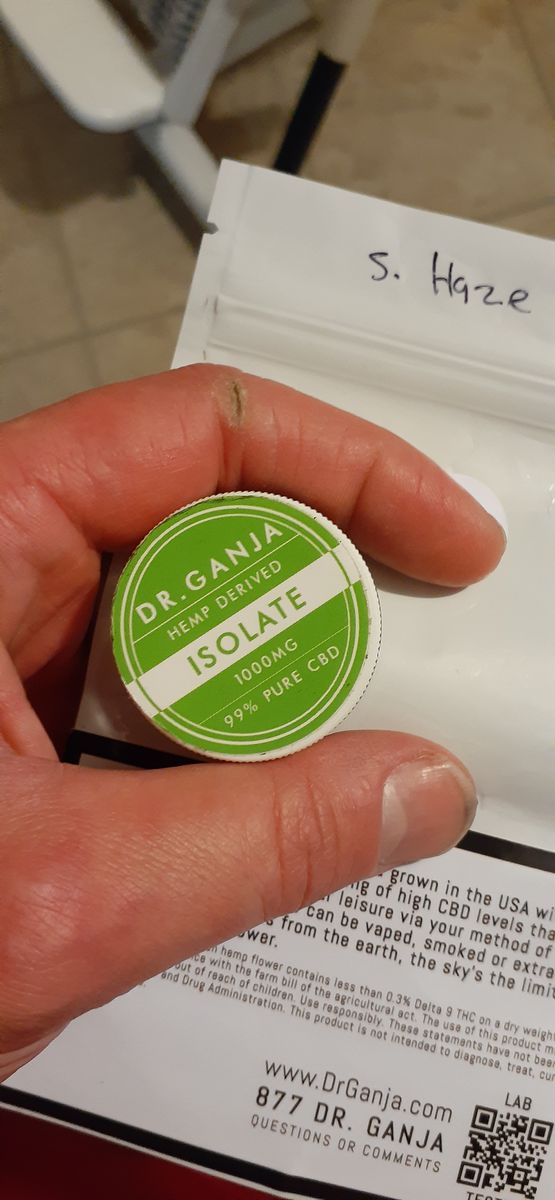 S. Haze
DR.GANJA
HEMP DERIVED
ISOLATE
1000MG
99% PURE CBD
grown in the USA wi
of high CBD levels tha
leisure via your method of
can be vaped, smoked or extra
from the earth, the sky's the limit
hemp flower contains less than 0.3% Delta 9 THC on a dry weight
with the farm bill of the agricultural act. The use of this product m
out of reach of children. Use responsibly. These statements have not been
and Drug Administration. This product is not intended to diagnose, treat, cur
www.DrGanja.com
877 DR. GANJA
QUESTIONS OR COMMENTS
LAB